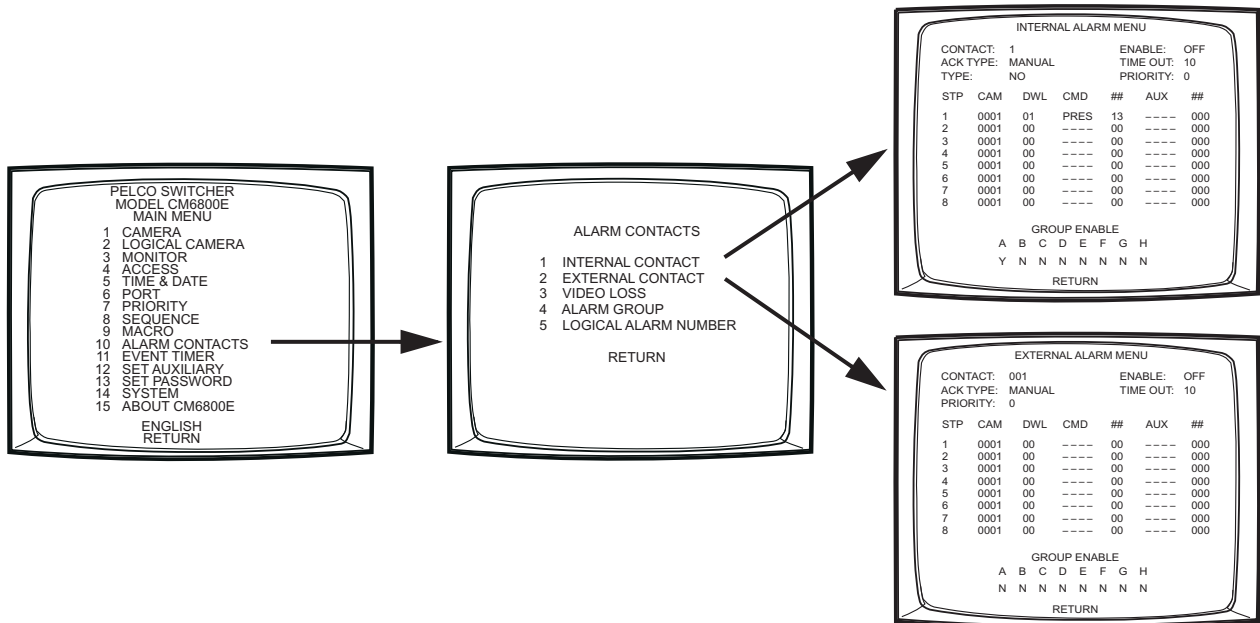 PELCO SWITCHER
MODEL CM6800E
MAIN MENU
1 CAMERA
2 LOGICAL CAMERA
3 MONITOR
4 ACCESS
5 TIME & DATE
6 PORT
7 PRIORITY
8 SEQUENCE
9 MACRO
10 ALARM CONTACTS
11 EVENT TIMER
12 SET AUXILIARY
13 SET PASSWORD
14 SYSTEM
15 ABOUT CM6800E
ENGLISH
RETURN
ALARM CONTACTS
1 INTERNAL CONTACT
2 EXTERNAL CONTACT
3 VIDEO LOSS
4 ALARM GROUP
5 LOGICAL ALARM NUMBER
RETURN
INTERNAL ALARM MENU
CONTACT: 1 ENABLE: OFF
ACK TYPE: MANUAL TIME OUT: 10
TYPE: NO PRIORITY: 0
STP CAM DWL CMD ## AUX ##
1 0001 01 PRES 13 ---- 000
2 0001 00 ---- 00 ---- 000
3 0001 00 ---- 00 ---- 000
4 0001 00 ---- 00 ---- 000
5 0001 00 ---- 00 ---- 000
6 0001 00 ---- 00 ---- 000
7 0001 00 ---- 00 ---- 000
8 0001 00 ---- 00 ---- 000
GROUP ENABLE
A B C D E F G H
Y N N N N N N N
RETURN
EXTERNAL ALARM MENU
CONTACT: 001 ENABLE: OFF
ACK TYPE: MANUAL TIME OUT: 10
PRIORITY: 0
STP CAM DWL CMD ## AUX ##
1 0001 00 ---- 00 ---- 000
2 0001 00 ---- 00 ---- 000
3 0001 00 ---- 00 ---- 000
4 0001 00 ---- 00 ---- 000
5 0001 00 ---- 00 ---- 000
6 0001 00 ---- 00 ---- 000
7 0001 00 ---- 00 ---- 000
8 0001 00 ---- 00 ---- 000
GROUP ENABLE
A B C D E F G H
N N N N N N N N
RETURN